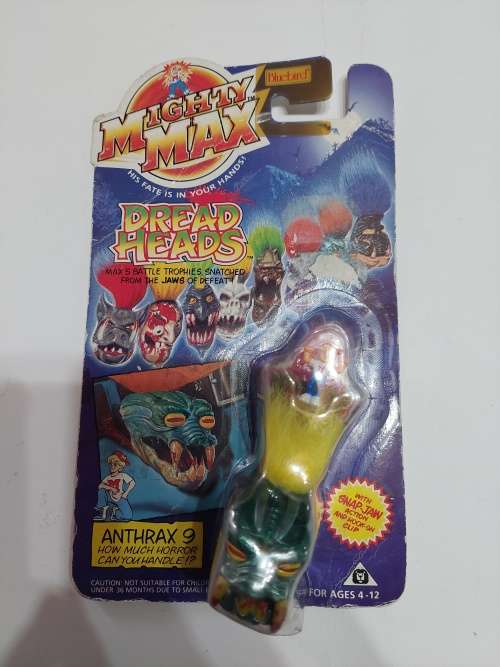 Bluebird
MIGHTY
MAX
TM
HIS FATE IS IN YOUR HANDS!
DREAD
HEADS
TM
MAX'S BATTLE TROPHIES, SNATCHED
FROM THE JAWS OF DEFEAT!
M
WITH
SNAP JAW
ACTION
AND HOOK-ON
CLIP
ANTHRAX 9
HOW MUCH HORROR
CAN YOU HANDLE!?
CAUTION: NOT SUITABLE FOR
UNDER 36 MONTHS DUE TO SMALL
FOR AGES 4-12